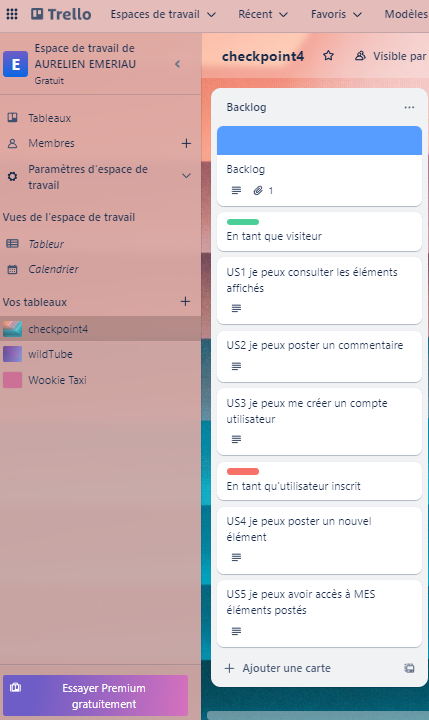 Trello
Espaces de travail
Récent
Favoris
Modèles
Espace de travail de
AURELIEN EMERIAU
Gratuit
E
Tableaux
Membres
Paramètres d'espace de
travail
Vues de l'espace de travail
Tableur
Calendrier
Vos tableaux
checkpoint4
wildTube
Wookie Taxi
Essayer Premium
gratuitement
checkpoint4
Visible par
Backlog
Backlog
1
En tant que visiteur
US1 je peux consulter les éléments
affichés
US2 je peux poster un commentaire
US3 je peux me créer un compte
utilisateur
En tant qu'utilisateur inscrit
US4 je peux poster un nouvel
élément
US5 je peux avoir accès à MES
éléments postés
Ajouter une carte